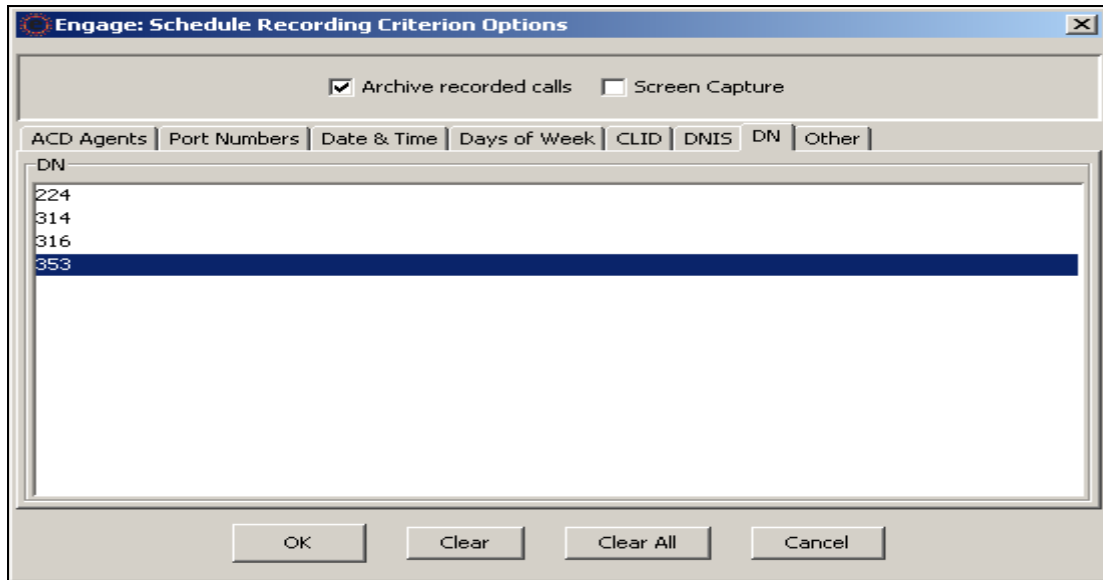 Engage: Schedule Recording Criterion Options
Archive recorded calls Screen Capture
ACD Agents Port Numbers Date & Time Days of Week CLID DNIS DN Other
DN
224
314
316
353
OK Clear Clear All Cancel